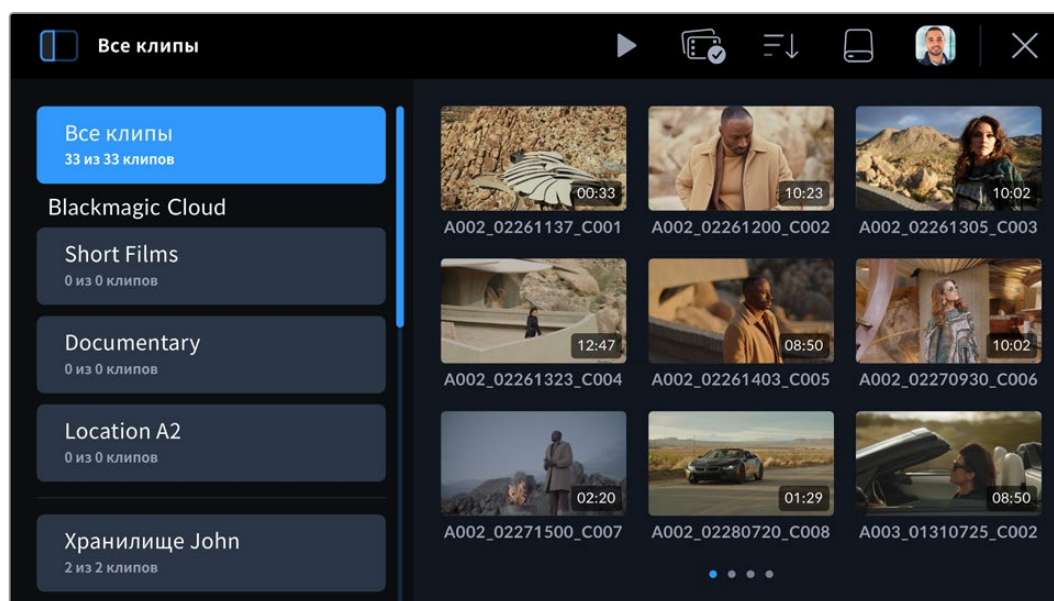 Все клипы
Все клипы
33 из 33 клипов
Blackmagic Cloud
Short Films
0 из 0 клипов
Documentary
0 из 0 клипов
Location A2
0 из 0 клипов
Хранилище John
2 из 2 клипов
00:33
10:23
10:02
A002_02261137_C001
A002_02261200_C002
A002_02261305_C003
12:47
08:50
10:02
A002_02261323_C004
A002_02261403_C005
A002_02270930_C006
02:20
01:29
08:50
A002_02271500_C007
A002_02280720_C008
A003_01310725_C002